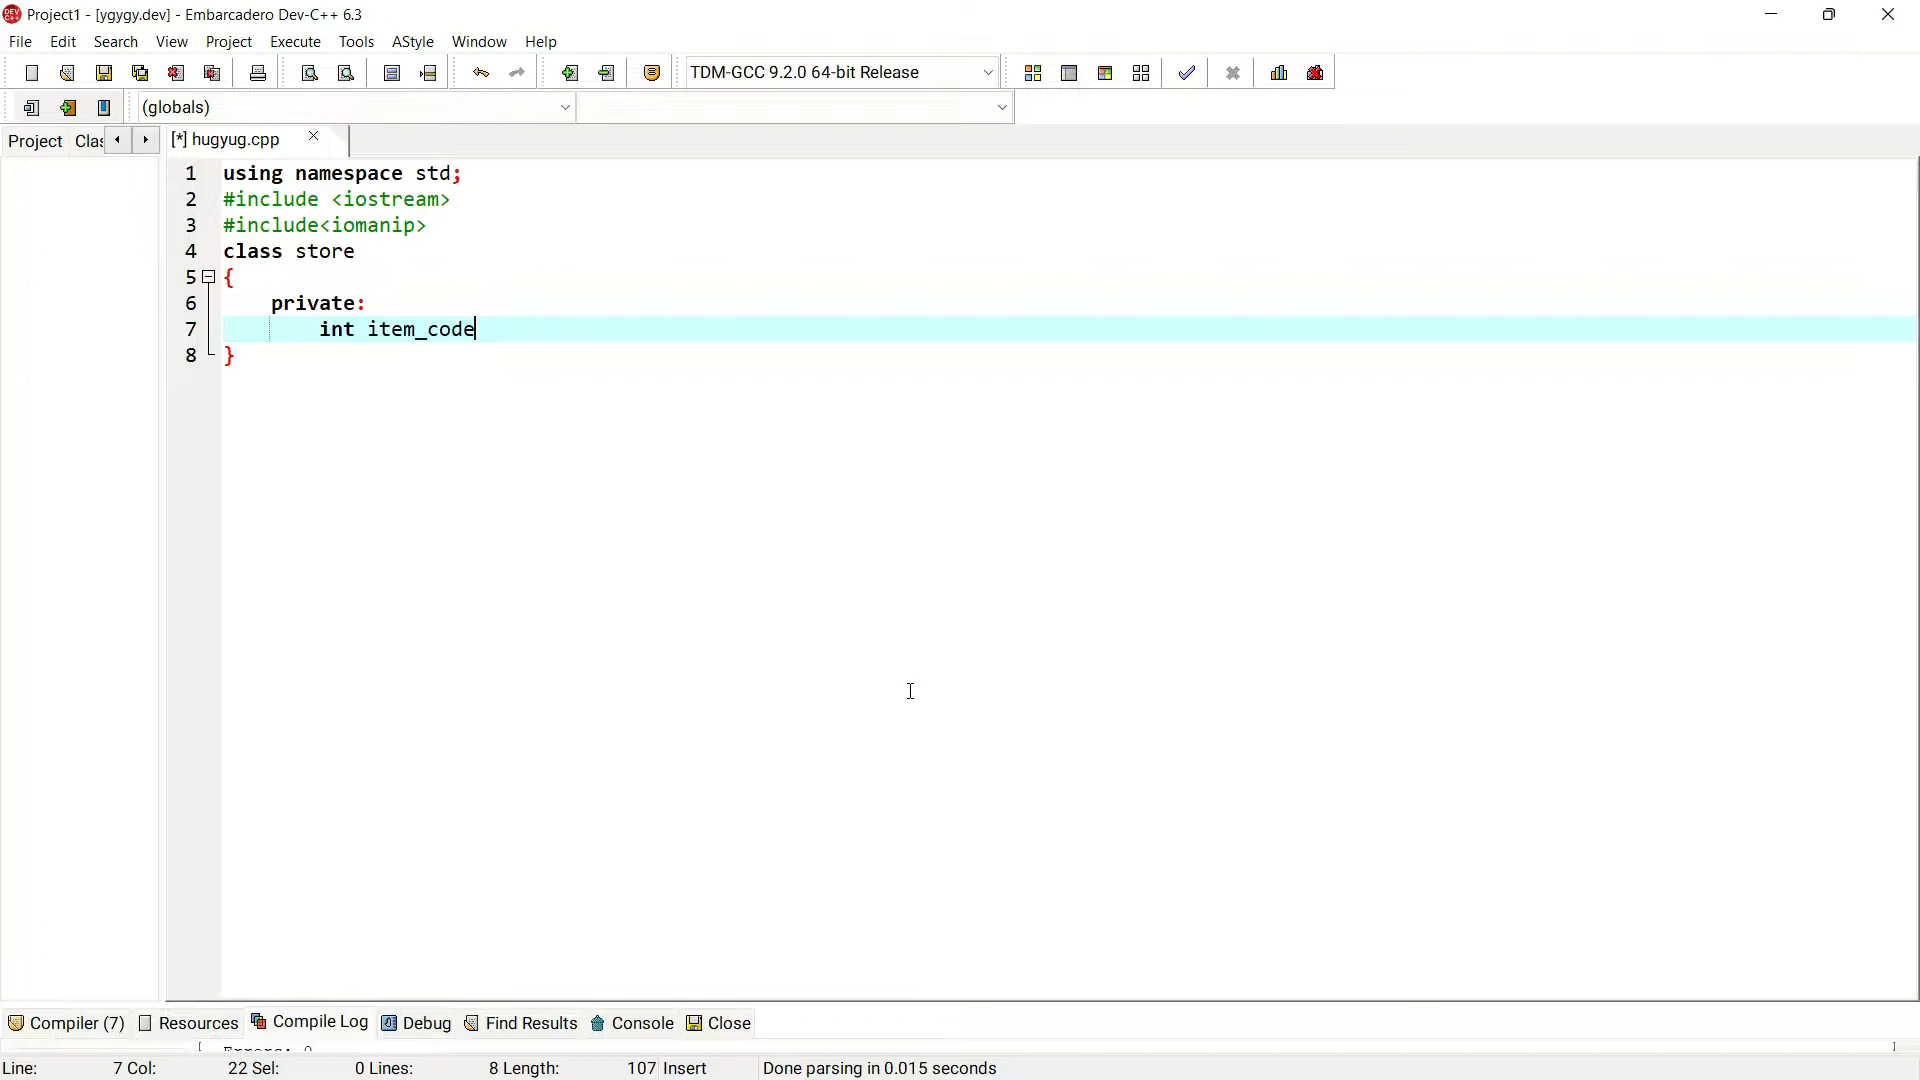 Project1 - [ygygy.dev] - Embarcadero Dev-C++ 6.3
File Edit Search View Project Execute Tools AStyle Window Help
TDM-GCC 9.2.0 64-bit Release
(globals)
Project Clas [*] hugyug.cpp
1 using namespace std;
2 #include <iostream>
3 #include<iomanip>
4 class store
5 {
6 private:
7 int item_code
8 }
Compiler (7) Resources Compile Log Debug Find Results Console Close
Errors: 0
Line: 7 Col: 22 Sel: 0 Lines: 8 Length: 107 Insert Done parsing in 0.015 seconds